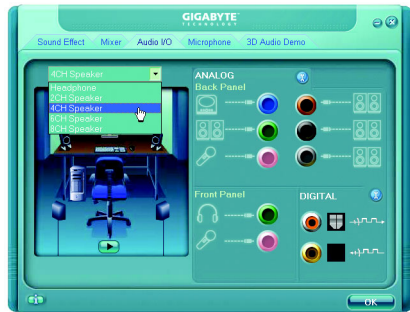 GIGABYTE
TECHNOLOGY
Sound Effect
Mixer
Audio I/O
Microphone
3D Audio Demo
4CH Speaker
Headphone
2CH Speaker
4CH Speaker
6CH Speaker
8CH Speaker
ANALOG
Back Panel
Front Panel
DIGITAL
OK